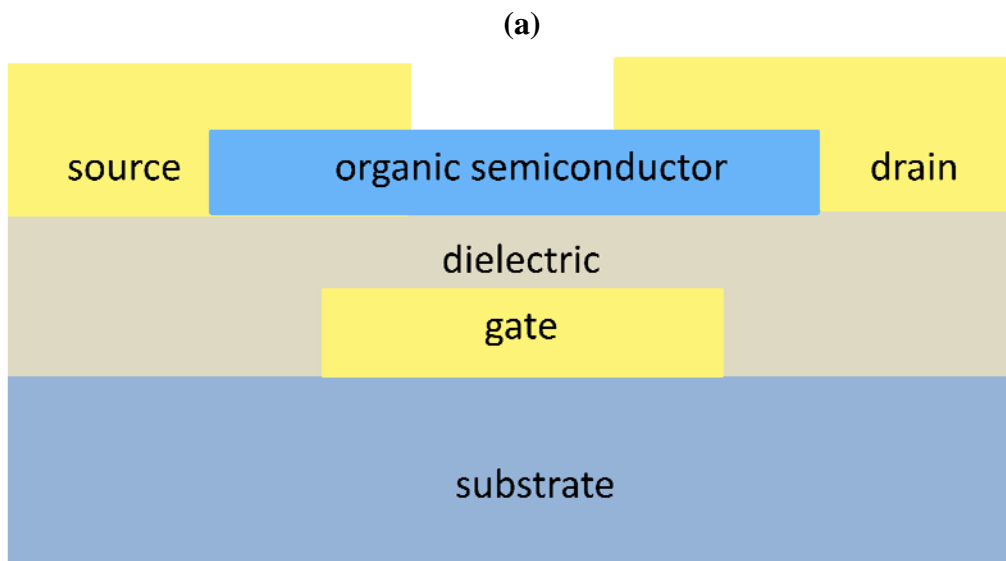 (a)
source organic semiconductor drain
dielectric
gate
substrate